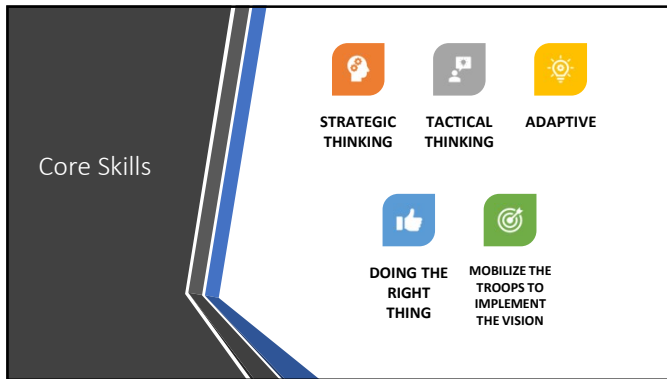 Core Skills
STRATEGIC
THINKING
TACTICAL
THINKING
ADAPTIVE
DOING THE
RIGHT
THING
MOBILIZE THE
TROOPS TO
IMPLEMENT
THE VISION